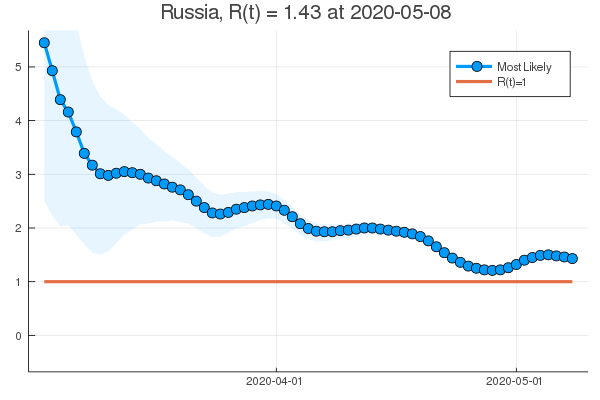 Russia, R(t) = 1.43 at 2020-05-08
Most Likely
R(t)=1
5
4
3
2
1
0
2020-04-01
2020-05-01